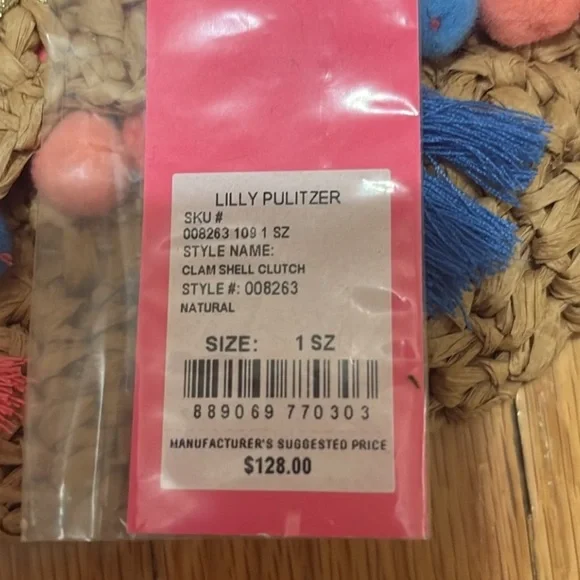 LILLY PULITZER
SKU #
008263 109 1 SZ
STYLE NAME:
CLAM SHELL CLUTCH
STYLE #: 008263
NATURAL
SIZE: 1 SZ
889069 770303
MANUFACTURER'S SUGGESTED PRICE
$128.00